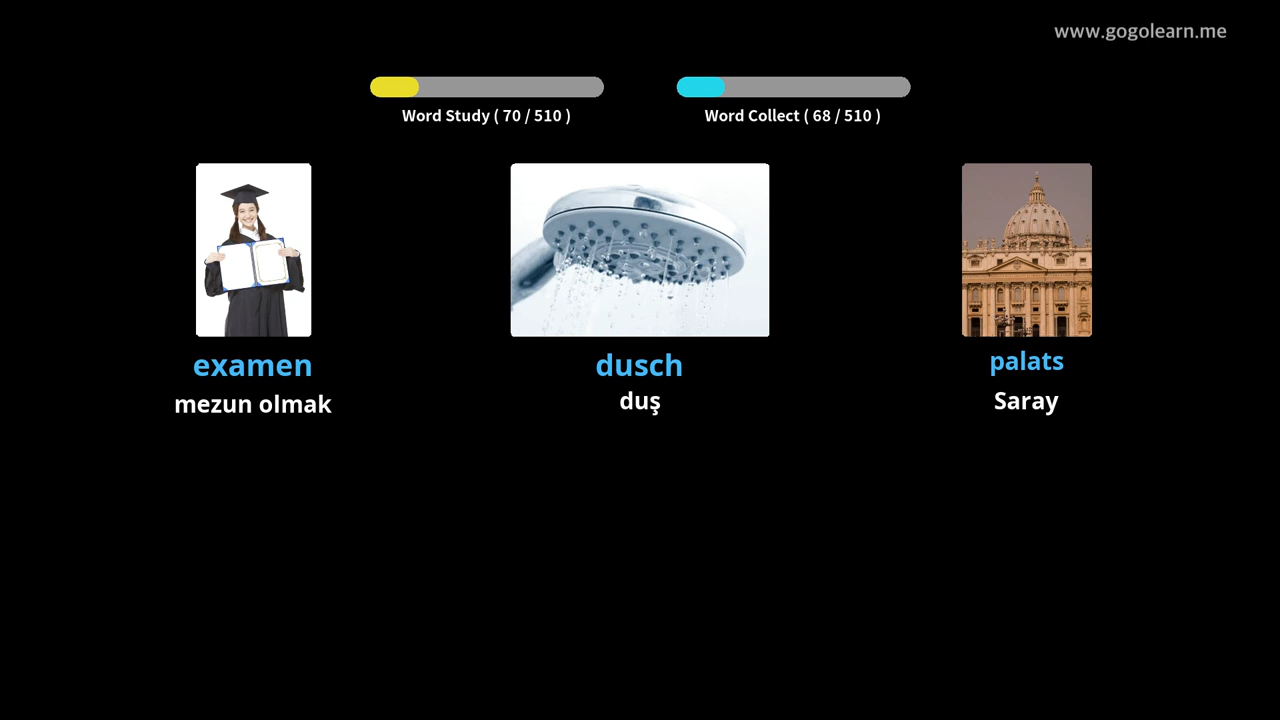 www.gogolearn.me
Word Study ( 70 / 510 )
Word Collect ( 68 / 510 )
examen
mezun olmak
dusch
duş
palats
Saray